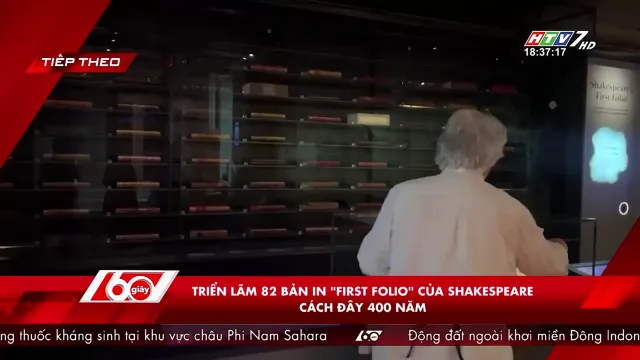 TIẾP THEO
HTV7 HD
18:37:17
Shakespeare's
First Folio
60 giây
TRIỂN LÃM 82 BẢN IN "FIRST FOLIO" CỦA SHAKESPEARE
CÁCH ĐÂY 400 NĂM
ng thuốc kháng sinh tại khu vực châu Phi Nam Sahara 60 Động đất ngoài khơi miền Đông Indon